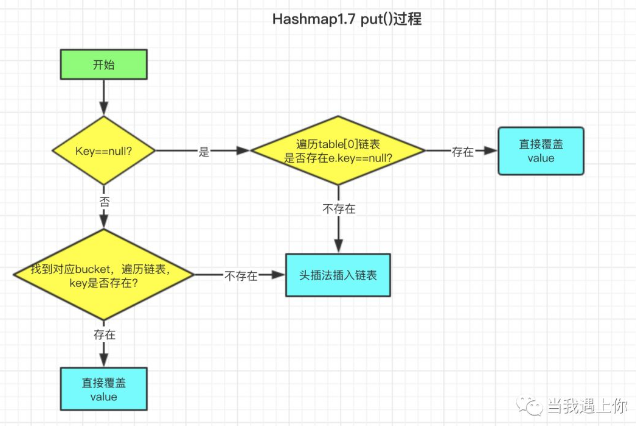 Hashmap1.7 put()过程
开始
Key==null?
是
遍历table[0]链表
是否存在e.key==null?
存在
直接覆盖
value
否
不存在
找到对应bucket，遍历链表，
key是否存在?
不存在
头插法插入链表
存在
直接覆盖
value
当我遇上你